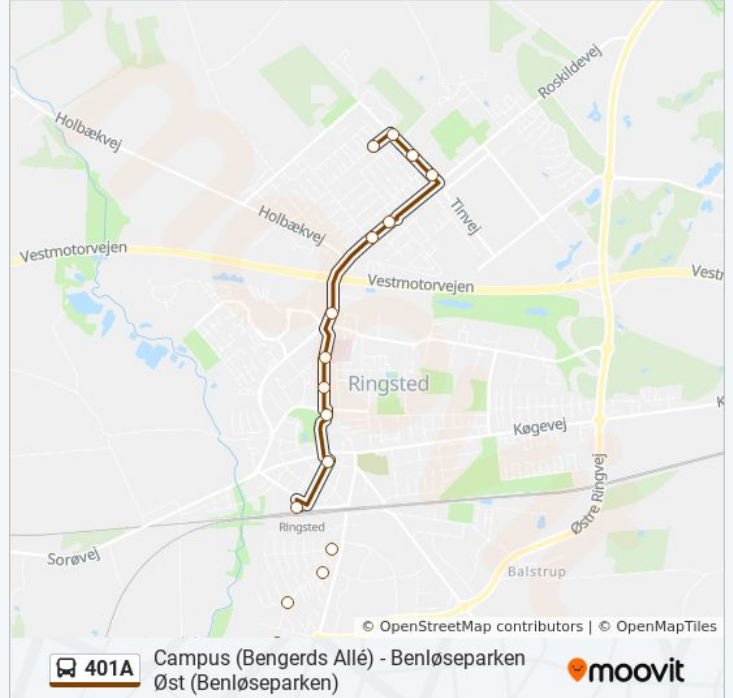 Roskildevej
Holbækvej
Holbækvej
Tinvej
Vestmotorvejen
Vestmotorvejen
Vestm
Ringsted
K
Køgevej
Østre Ringvej
Ringsted
Sorøvej
Balstrup
© OpenStreetMap contributors | © OpenMapTiles
401A
Campus (Bengerds Allé) - Benløseparken
Øst (Benløseparken)
moovit